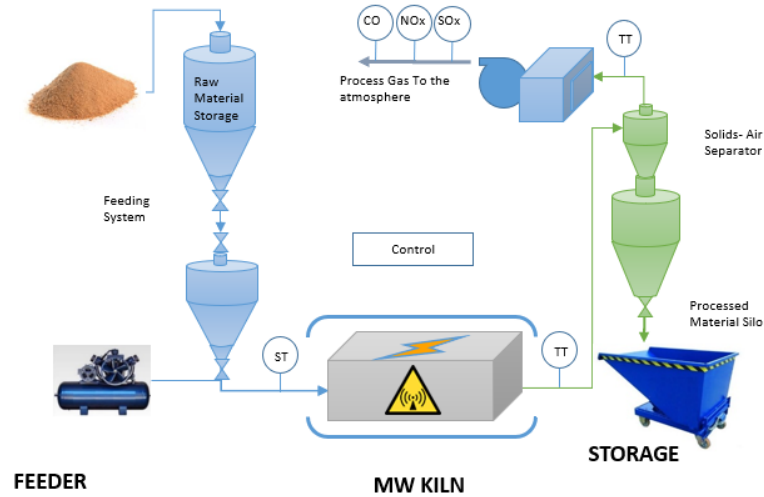 CO
NOx
SOx
TT
Process Gas To the
atmosphere
Raw
Material
Storage
Solids- Air
Separator
Feeding
System
Control
Processed
Material Silo
ST
TT
STORAGE
FEEDER
MW KILN